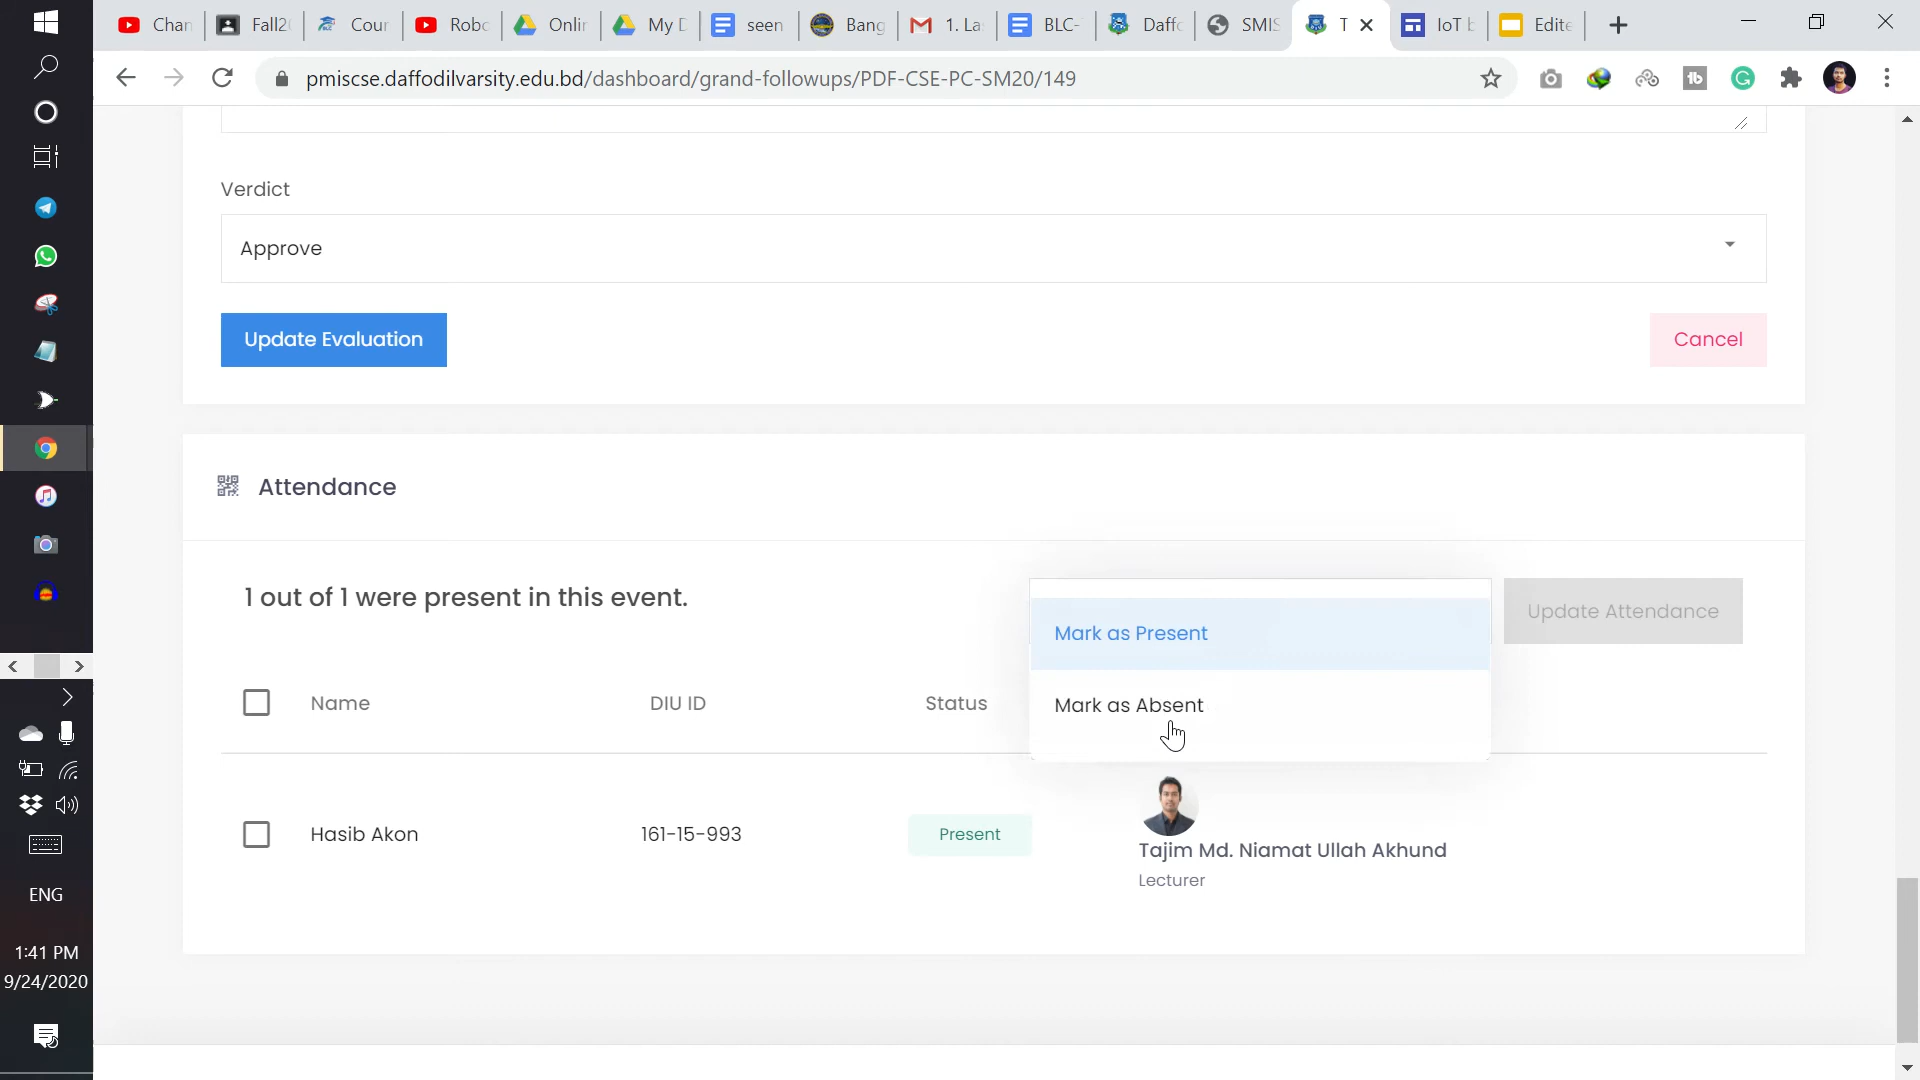 Chan
Fall2
Cour
Robo
Onlin
My D
seen
Bang
1. La
BLC-
Daffo
SMIS
T
IoT b
Edite
pmiscse.daffodilvarsity.edu.bd/dashboard/grand-followups/PDF-CSE-PC-SM20/149
Verdict
Approve
Update Evaluation
Cancel
Attendance
1 out of 1 were present in this event.
Mark as Present
Update Attendance
Name
DIU ID
Status
Mark as Absent
Hasib Akon
161-15-993
Present
Tajim Md. Niamat Ullah Akhund
Lecturer
ENG
1:41 PM
9/24/2020